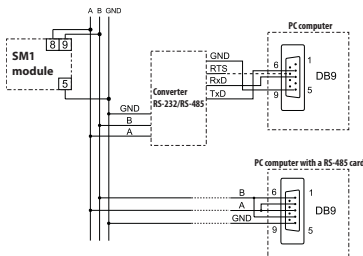 A B GND
PC computer
8 9
SM1
module
5
GND
RTS
RxD
TxD
6
1
DB9
9
5
Converter
RS-232/RS-485
GND
B
A
PC computer with a RS-485 card
B
A
GND
6
1
DB9
9
5